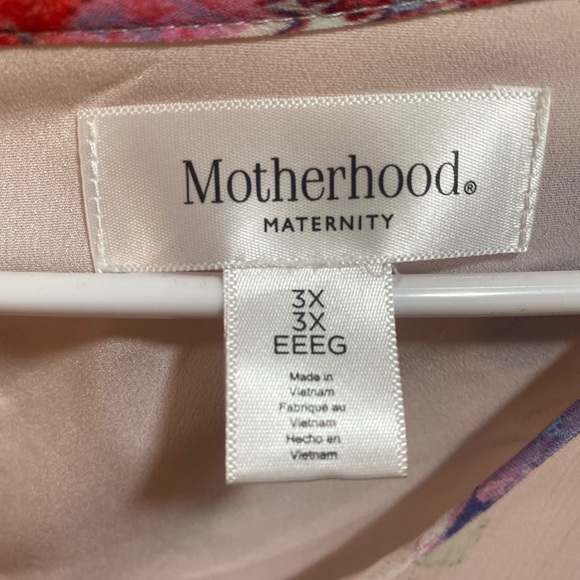 Motherhood®
MATERNITY
3X
3X
EEEG
Made in
Vietnam
Fabriqué au
Vietnam
Hecho en
Vietnam